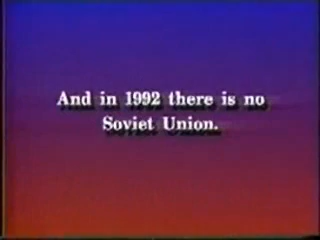 And in 1992 there is no
Soviet Union.